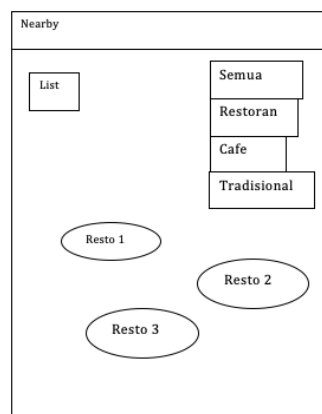 Nearby
List
Semua
Restoran
Cafe
Tradisional
Resto 1
Resto 2
Resto 3